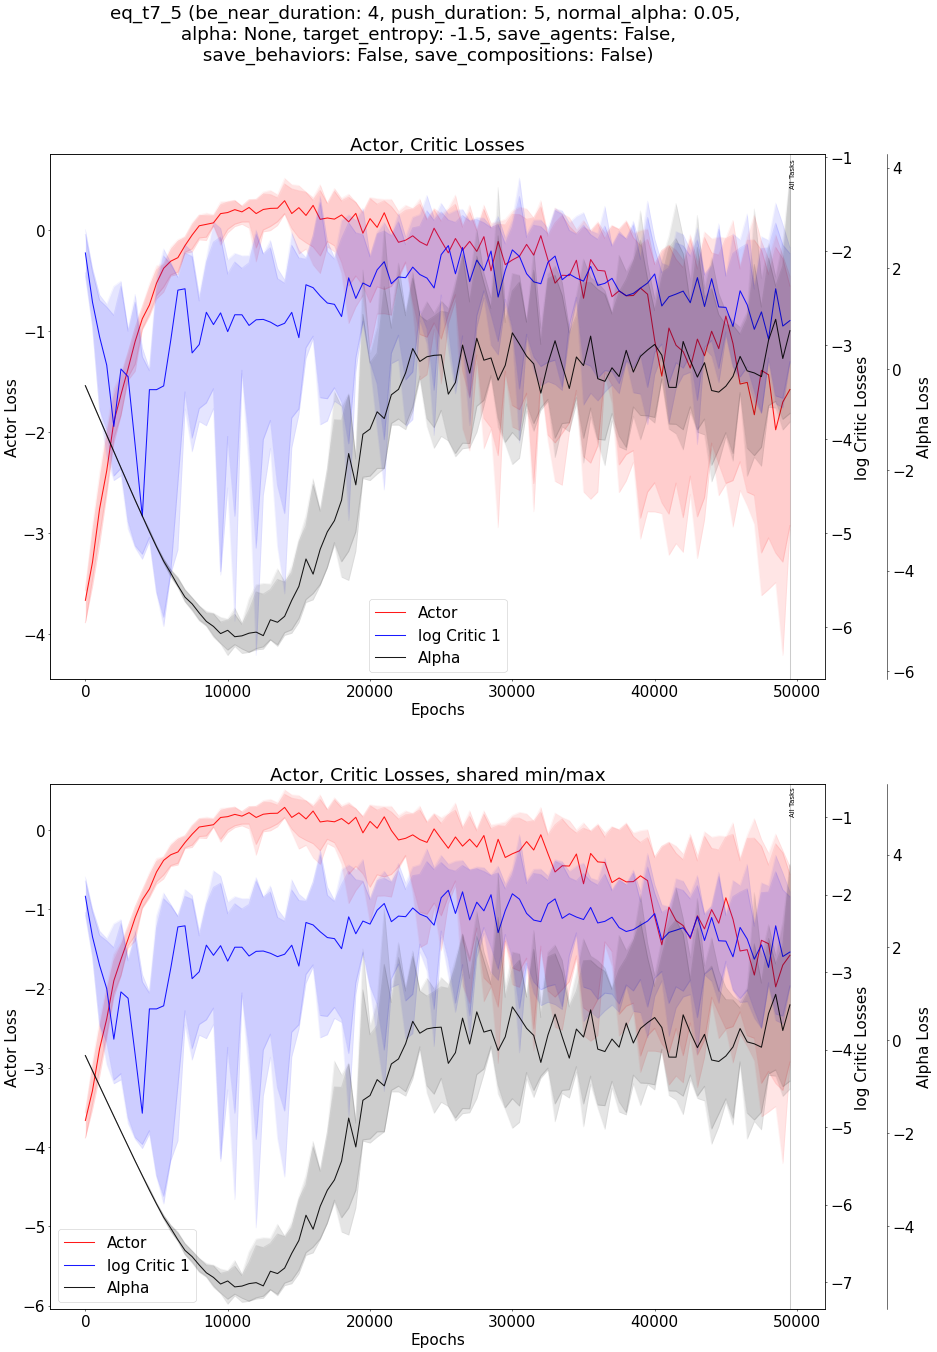 eq_t7_5 (be_near_duration: 4, push_duration: 5, normal_alpha: 0.05,
alpha: None, target_entropy: -1.5, save_agents: False,
save_behaviors: False, save_compositions: False)
Actor, Critic Losses
Actor Loss
0
−1
−2
−3
−4
All Tasks
−1
−2
−3
−4
−5
−6
log Critic Losses
4
2
0
−2
−4
−6
Alpha Loss
Actor
log Critic 1
Alpha
0
10000
20000
30000
40000
50000
Epochs
Actor, Critic Losses, shared min/max
Actor Loss
0
−1
−2
−3
−4
−5
−6
All Tasks
−1
−2
−3
−4
−5
−6
−7
log Critic Losses
4
2
0
−2
−4
Alpha Loss
Actor
log Critic 1
Alpha
0
10000
20000
30000
40000
50000
Epochs